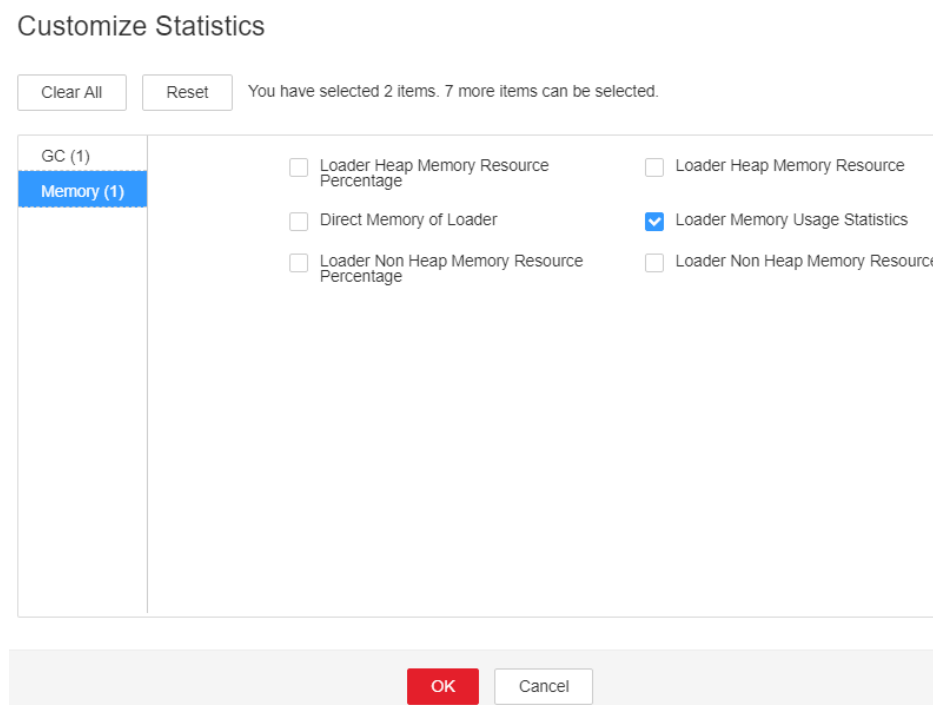 Customize Statistics
Clear All
Reset
You have selected 2 items. 7 more items can be selected.
GC (1)
Memory (1)
Loader Heap Memory Resource
Percentage
Loader Heap Memory Resource
Direct Memory of Loader
Loader Memory Usage Statistics
Loader Non Heap Memory Resource
Percentage
Loader Non Heap Memory Resource
OK
Cancel